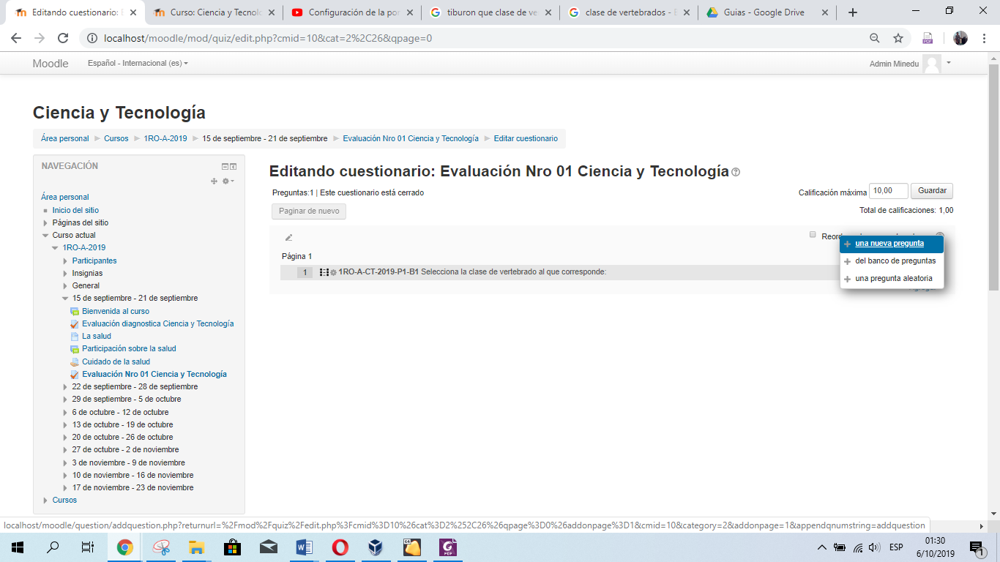 Editando cuestionario: E
Curso: Ciencia y Tecnolo
Configuración de la por
tiburon que clase de ve
clase de vertebrados - B
Guias - Google Drive
localhost/moodle/mod/quiz/edit.php?cmid=10&cat=2%2C26&qpage=0
Moodle
Español - Internacional (es)
Admin Minedu
Ciencia y Tecnología
Área personal
Cursos
1RO-A-2019
15 de septiembre - 21 de septiembre
Evaluación Nro 01 Ciencia y Tecnología
Editar cuestionario
NAVEGACIÓN
Área personal
Inicio del sitio
Páginas del sitio
Curso actual
1RO-A-2019
Participantes
Insignias
General
15 de septiembre - 21 de septiembre
Bienvenida al curso
Evaluación diagnostica Ciencia y Tecnología
La salud
Participación sobre la salud
Cuidado de la salud
Evaluación Nro 01 Ciencia y Tecnología
22 de septiembre - 28 de septiembre
29 de septiembre - 5 de octubre
6 de octubre - 12 de octubre
13 de octubre - 19 de octubre
20 de octubre - 26 de octubre
27 de octubre - 2 de noviembre
3 de noviembre - 9 de noviembre
10 de noviembre - 16 de noviembre
17 de noviembre - 23 de noviembre
Cursos
Editando cuestionario: Evaluación Nro 01 Ciencia y Tecnología
Preguntas:1 | Este cuestionario está cerrado
Calificación máxima 10,00 Guardar
Paginar de nuevo
Total de calificaciones: 1,00
Reord
una nueva pregunta
del banco de preguntas
una pregunta aleatoria
Página 1
1 1RO-A-CT-2019-P1-B1 Selecciona la clase de vertebrado al que corresponde:
localhost/moodle/question/addquestion.php?returnurl=%2Fmod%2Fquiz%2Fedit.php%3Fcmid%3D10%26cat%3D2%252C26%26qpage%3D0%26addonpage%3D1&cmid=10&category=2&addonpage=1&appendqnumstring=addquestion
PDF
G4
PDF
ESP
01:30
6/10/2019
1